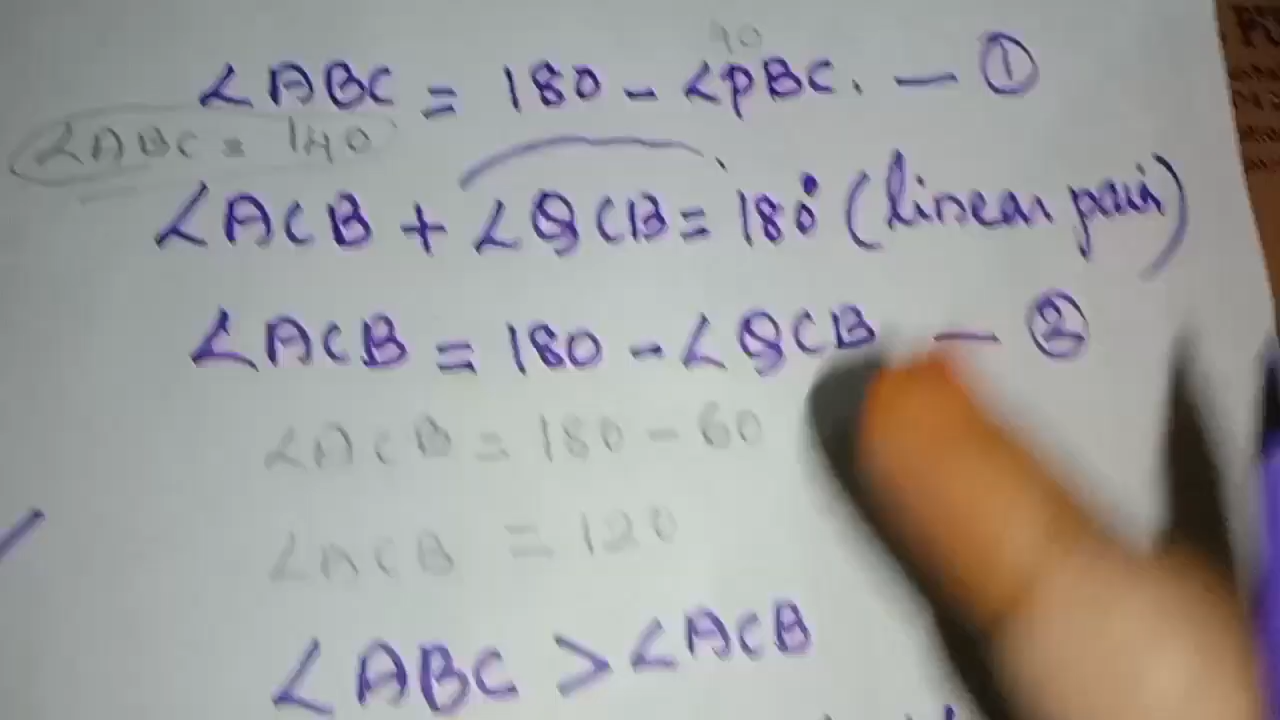 40
∠ABC = 180 - ∠PBC. — ①
∠ABC = 140
∠ACB + ∠QCB = 180° (linear pair)
∠ACB = 180 - ∠QCB — ②
∠ACB = 180 - 60
∠ACB = 120
∠ABC > ∠ACB